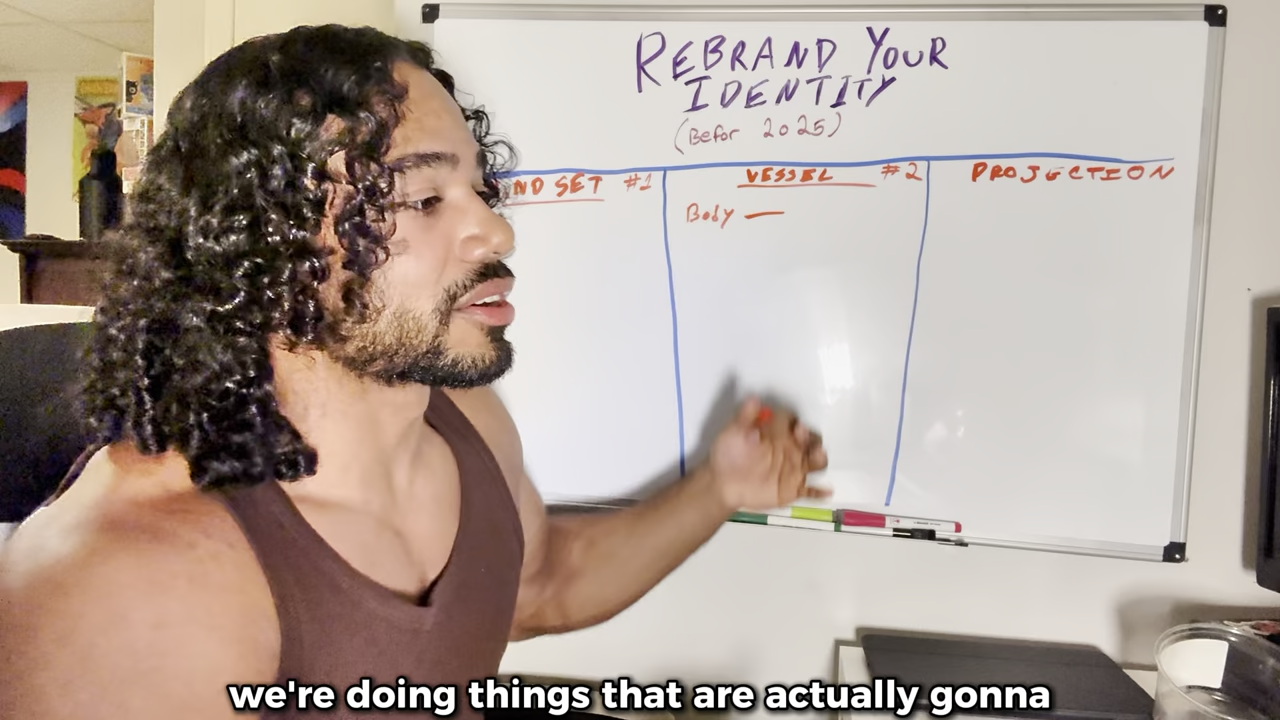 REBRAND YOUR
IDENTITY
(Befor 2025)
ND SET #1
VESSEL #2
PROJECTION
Body —
we're doing things that are actually gonna